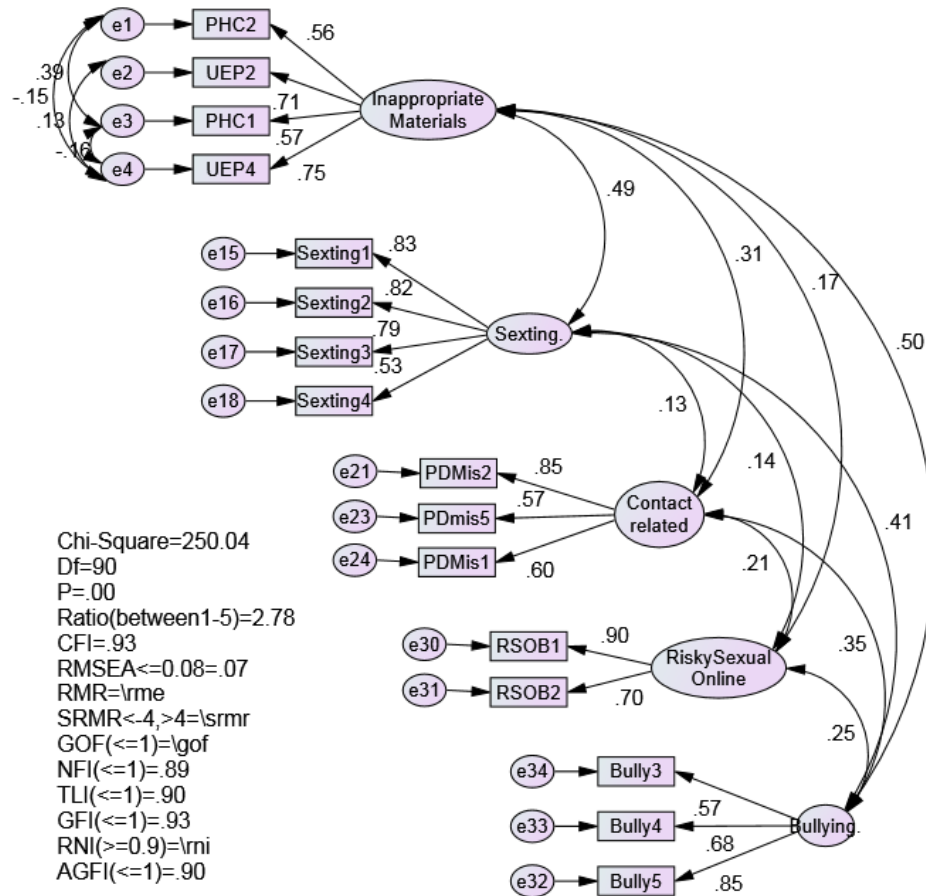 e1
PHC2
.56
e2
UEP2
.39
-.15
.71
Inappropriate
Materials
e3
PHC1
.13
.57
-.16
e4
UEP4
.75
.49
.31
.17
.50
e15
Sexting1
.83
e16
Sexting2
.82
Sexting.
e17
Sexting3
.79
.53
e18
Sexting4
.13
.14
.41
e21
PDMis2
.85
Contact
related
e23
PDmis5
.57
e24
PDMis1
.60
.21
.35
e30
RSOB1
.90
RiskySexual
Online
e31
RSOB2
.70
.25
e34
Bully3
.57
e33
Bully4
.68
Bullying.
e32
Bully5
.85
Chi-Square=250.04
Df=90
P=.00
Ratio(between1-5)=2.78
CFI=.93
RMSEA<=0.08=.07
RMR=\rme
SRMR<-4,>4=\srmr
GOF(<=1)=\gof
NFI(<=1)=.89
TLI(<=1)=.90
GFI(<=1)=.93
RNI(>=0.9)=\rni
AGFI(<=1)=.90